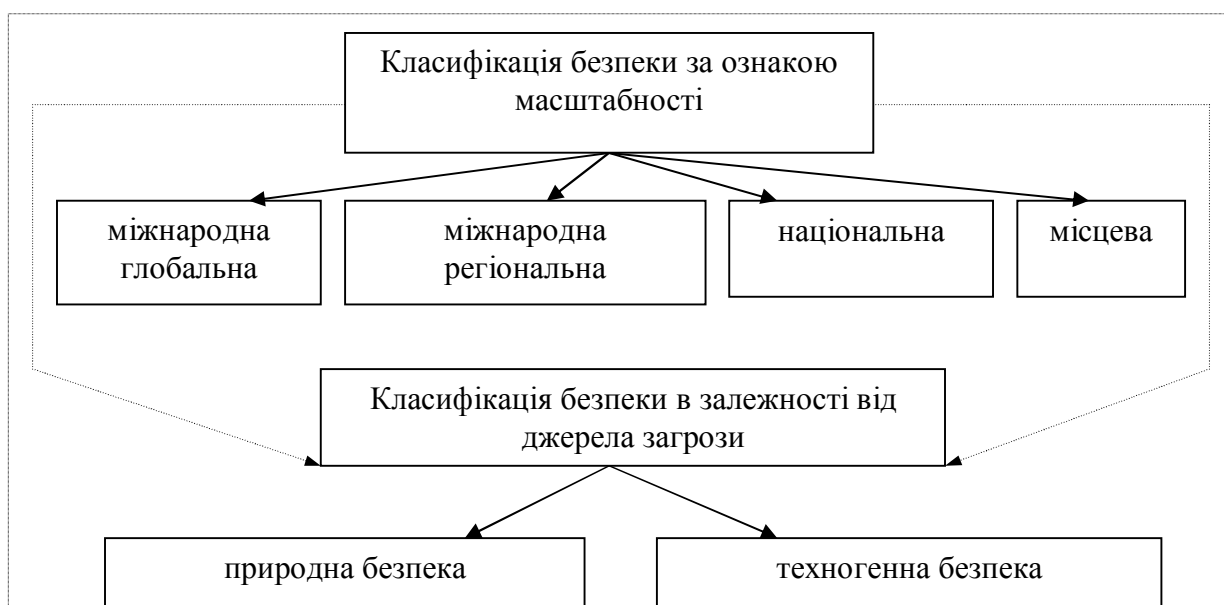 Класифікація безпеки за ознакою
масштабності
міжнародна
глобальна
міжнародна
регіональна
національна
місцева
Класифікація безпеки в залежності від
джерела загрози
природна безпека
техногенна безпека